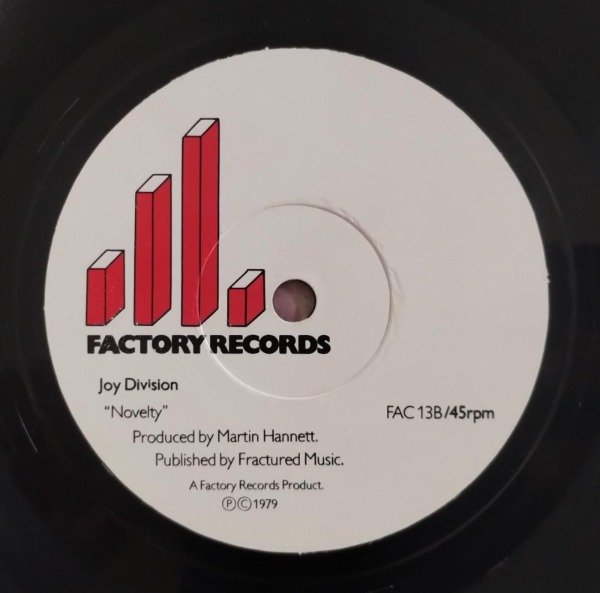 FACTORY RECORDS
Joy Division
"Novelty"
FAC 13B/45rpm
Produced by Martin Hannett.
Published by Fractured Music.
A Factory Records Product.
ⓅⒸ1979